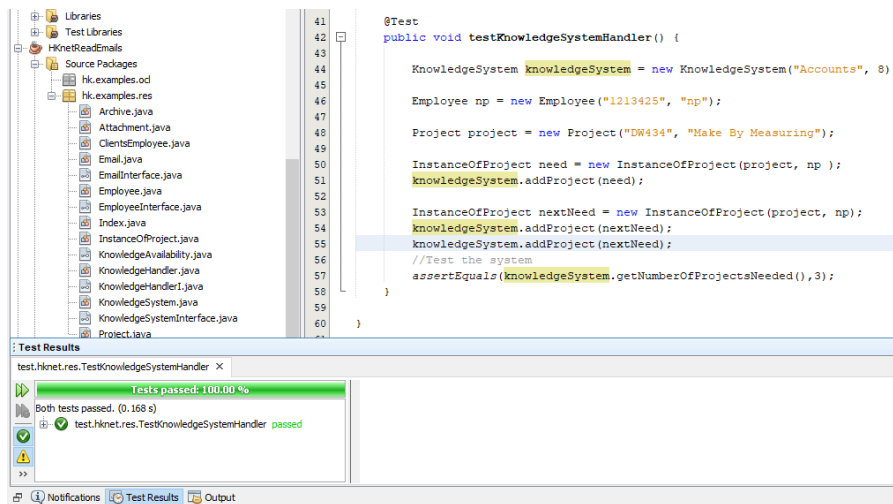 Libraries
Test Libraries
HKnetReadEmails
Source Packages
hk.examples.ocl
hk.examples.res
Archive.java
Attachment.java
ClientsEmployee.java
Email.java
EmailInterface.java
Employee.java
EmployeeInterface.java
Index.java
InstanceOfProject.java
KnowledgeAvailability.java
KnowledgeHandler.java
KnowledgeHandlerI.java
KnowledgeSystem.java
KnowledgeSystemInterface.java
Project.java
41 @Test
42 public void testKnowledgeSystemHandler() {
43
44 KnowledgeSystem knowledgeSystem = new KnowledgeSystem("Accounts", 8)
45
46 Employee np = new Employee("1213425", "np");
47
48 Project project = new Project("DW434", "Make By Measuring");
49
50 InstanceOfProject need = new InstanceOfProject(project, np );
51 knowledgeSystem.addProject(need);
52
53 InstanceOfProject nextNeed = new InstanceOfProject(project, np);
54 knowledgeSystem.addProject(nextNeed);
55 knowledgeSystem.addProject(nextNeed);
56 //Test the system
57 assertEquals(knowledgeSystem.getNumberOfProjectsNeeded(),3);
58 }
59
60 }
Test Results
test.hknet.res.TestKnowledgeSystemHandler ×
Tests passed: 100.00 %
Both tests passed. (0.168 s)
test.hknet.res.TestKnowledgeSystemHandler passed
>>
Notifications Test Results Output